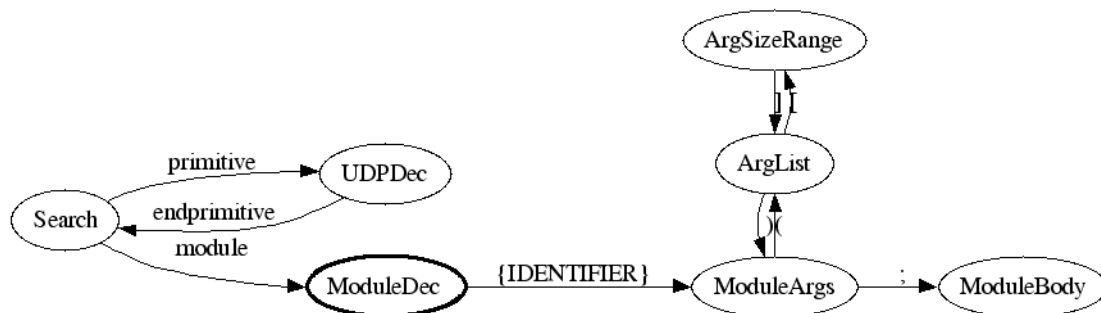 ArgSizeRange
] [
primitive
UDPDec
ArgList
Search
endprimitive
module
)(
ModuleDec
{IDENTIFIER}
ModuleArgs
;
ModuleBody